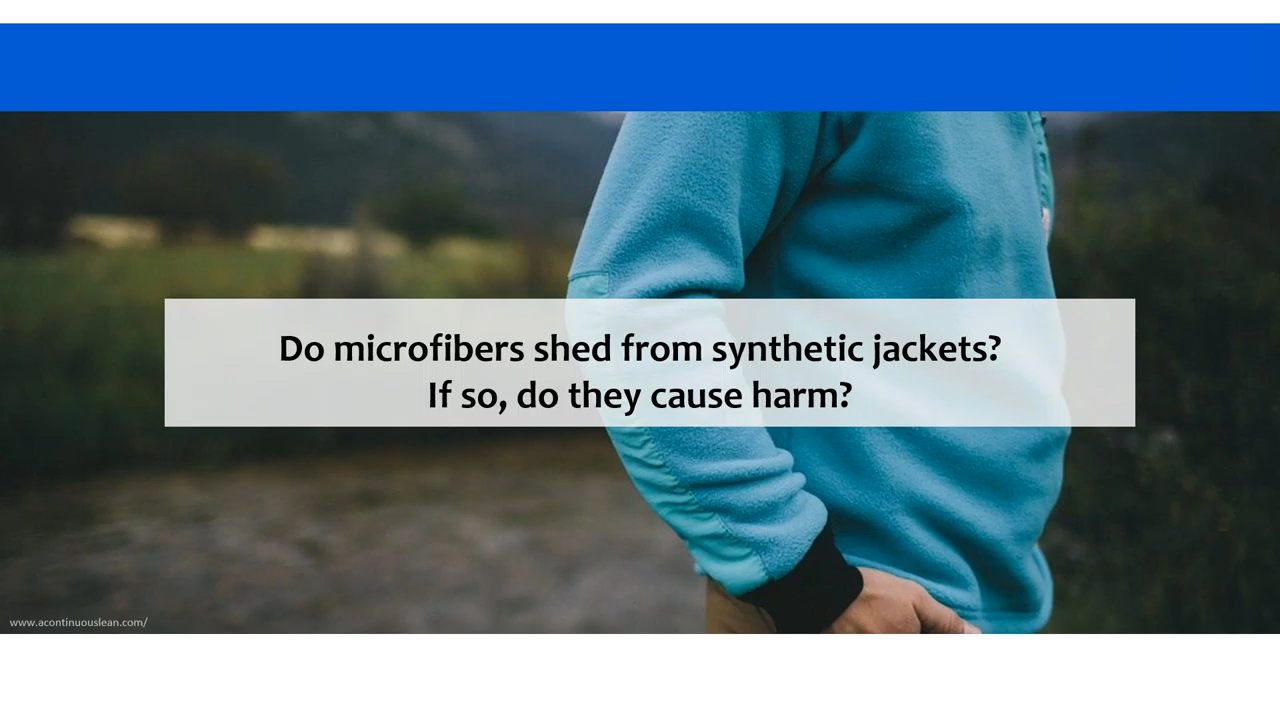 Do microfibers shed from synthetic jackets?
If so, do they cause harm?
www.acontinuouslean.com/